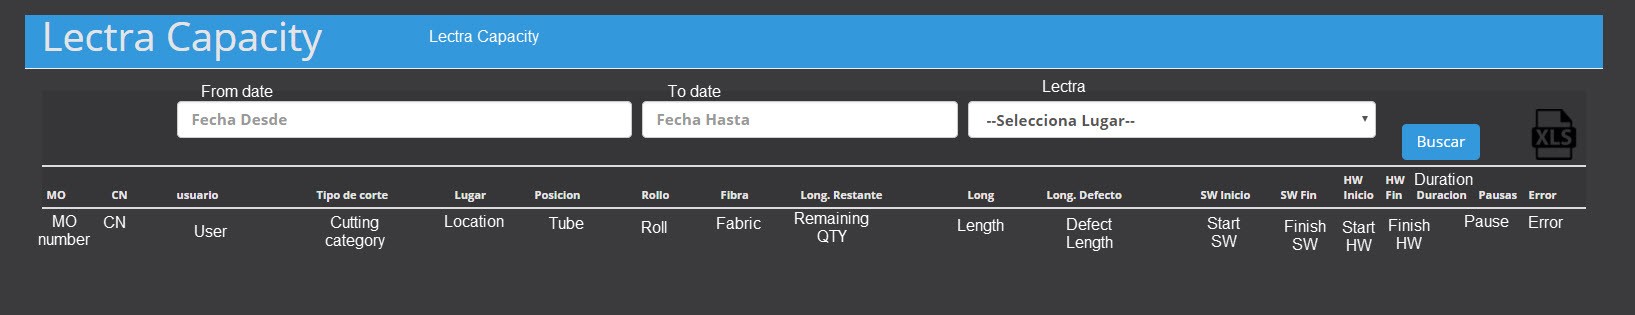 Lectra Capacity
Lectra Capacity
From date
To date
Lectra
Fecha Desde
Fecha Hasta
--Selecciona Lugar--
Buscar
XLS
MO CN usuario Tipo de corte Lugar Posicion Rollo Fibra Long. Restante Long Long. Defecto SW Inicio SW Fin HW Inicio HW Fin Duracion Pausas Error
Duration
MO number
CN
User
Cutting category
Location
Tube
Roll
Fabric
Remaining QTY
Length
Defect Length
Start SW
Finish SW
Start HW
Finish HW
Pause
Error